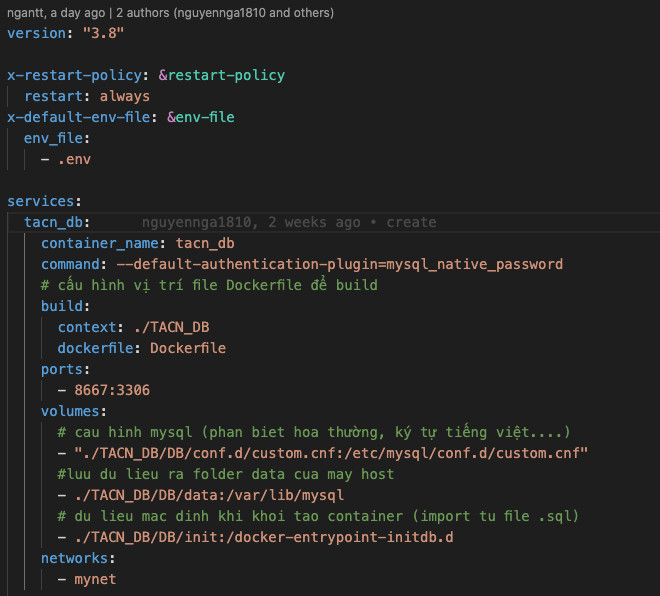 ngantt, a day ago | 2 authors (nguyennga1810 and others)
version: "3.8"
x-restart-policy: &restart-policy
restart: always
x-default-env-file: &env-file
env_file:
- .env
services:
tacn_db: nguyennga1810, 2 weeks ago • create
container_name: tacn_db
command: --default-authentication-plugin=mysql_native_password
# cấu hình vị trí file Dockerfile để build
build:
context: ./TACN_DB
dockerfile: Dockerfile
ports:
- 8667:3306
volumes:
# cau hinh mysql (phan biet hoa thường, ký tự tiếng việt....)
- "./TACN_DB/DB/conf.d/custom.cnf:/etc/mysql/conf.d/custom.cnf"
#luu du lieu ra folder data cua may host
- ./TACN_DB/DB/data:/var/lib/mysql
# du lieu mac dinh khi khoi tao container (import tu file .sql)
- ./TACN_DB/DB/init:/docker-entrypoint-initdb.d
networks:
- mynet